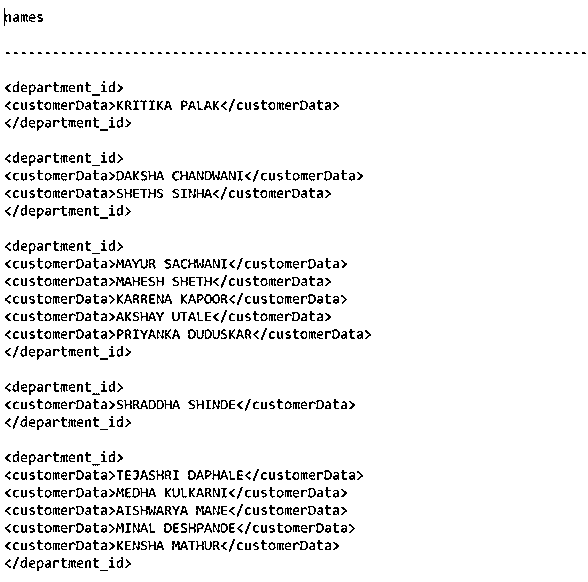 names
--------------------------------------------------------------------------
<department_id>
<customerData>KRITIKA PALAK</customerData>
</department_id>
<department_id>
<customerData>DAKSHA CHANDWANI</customerData>
<customerData>SHETHS SINHA</customerData>
</department_id>
<department_id>
<customerData>MAYUR SACHWANI</customerData>
<customerData>MAHESH SHETH</customerData>
<customerData>KARRENA KAPOOR</customerData>
<customerData>AKSHAY UTALE</customerData>
<customerData>PRIYANKA DUDUSKAR</customerData>
</department_id>
<department_id>
<customerData>SHRADDHA SHINDE</customerData>
</department_id>
<department_id>
<customerData>TEJASHRI DAPHALE</customerData>
<customerData>MEDHA KULKARNI</customerData>
<customerData>AISHWARYA MANE</customerData>
<customerData>MINAL DESHPANDE</customerData>
<customerData>KENSHA MATHUR</customerData>
</department_id>